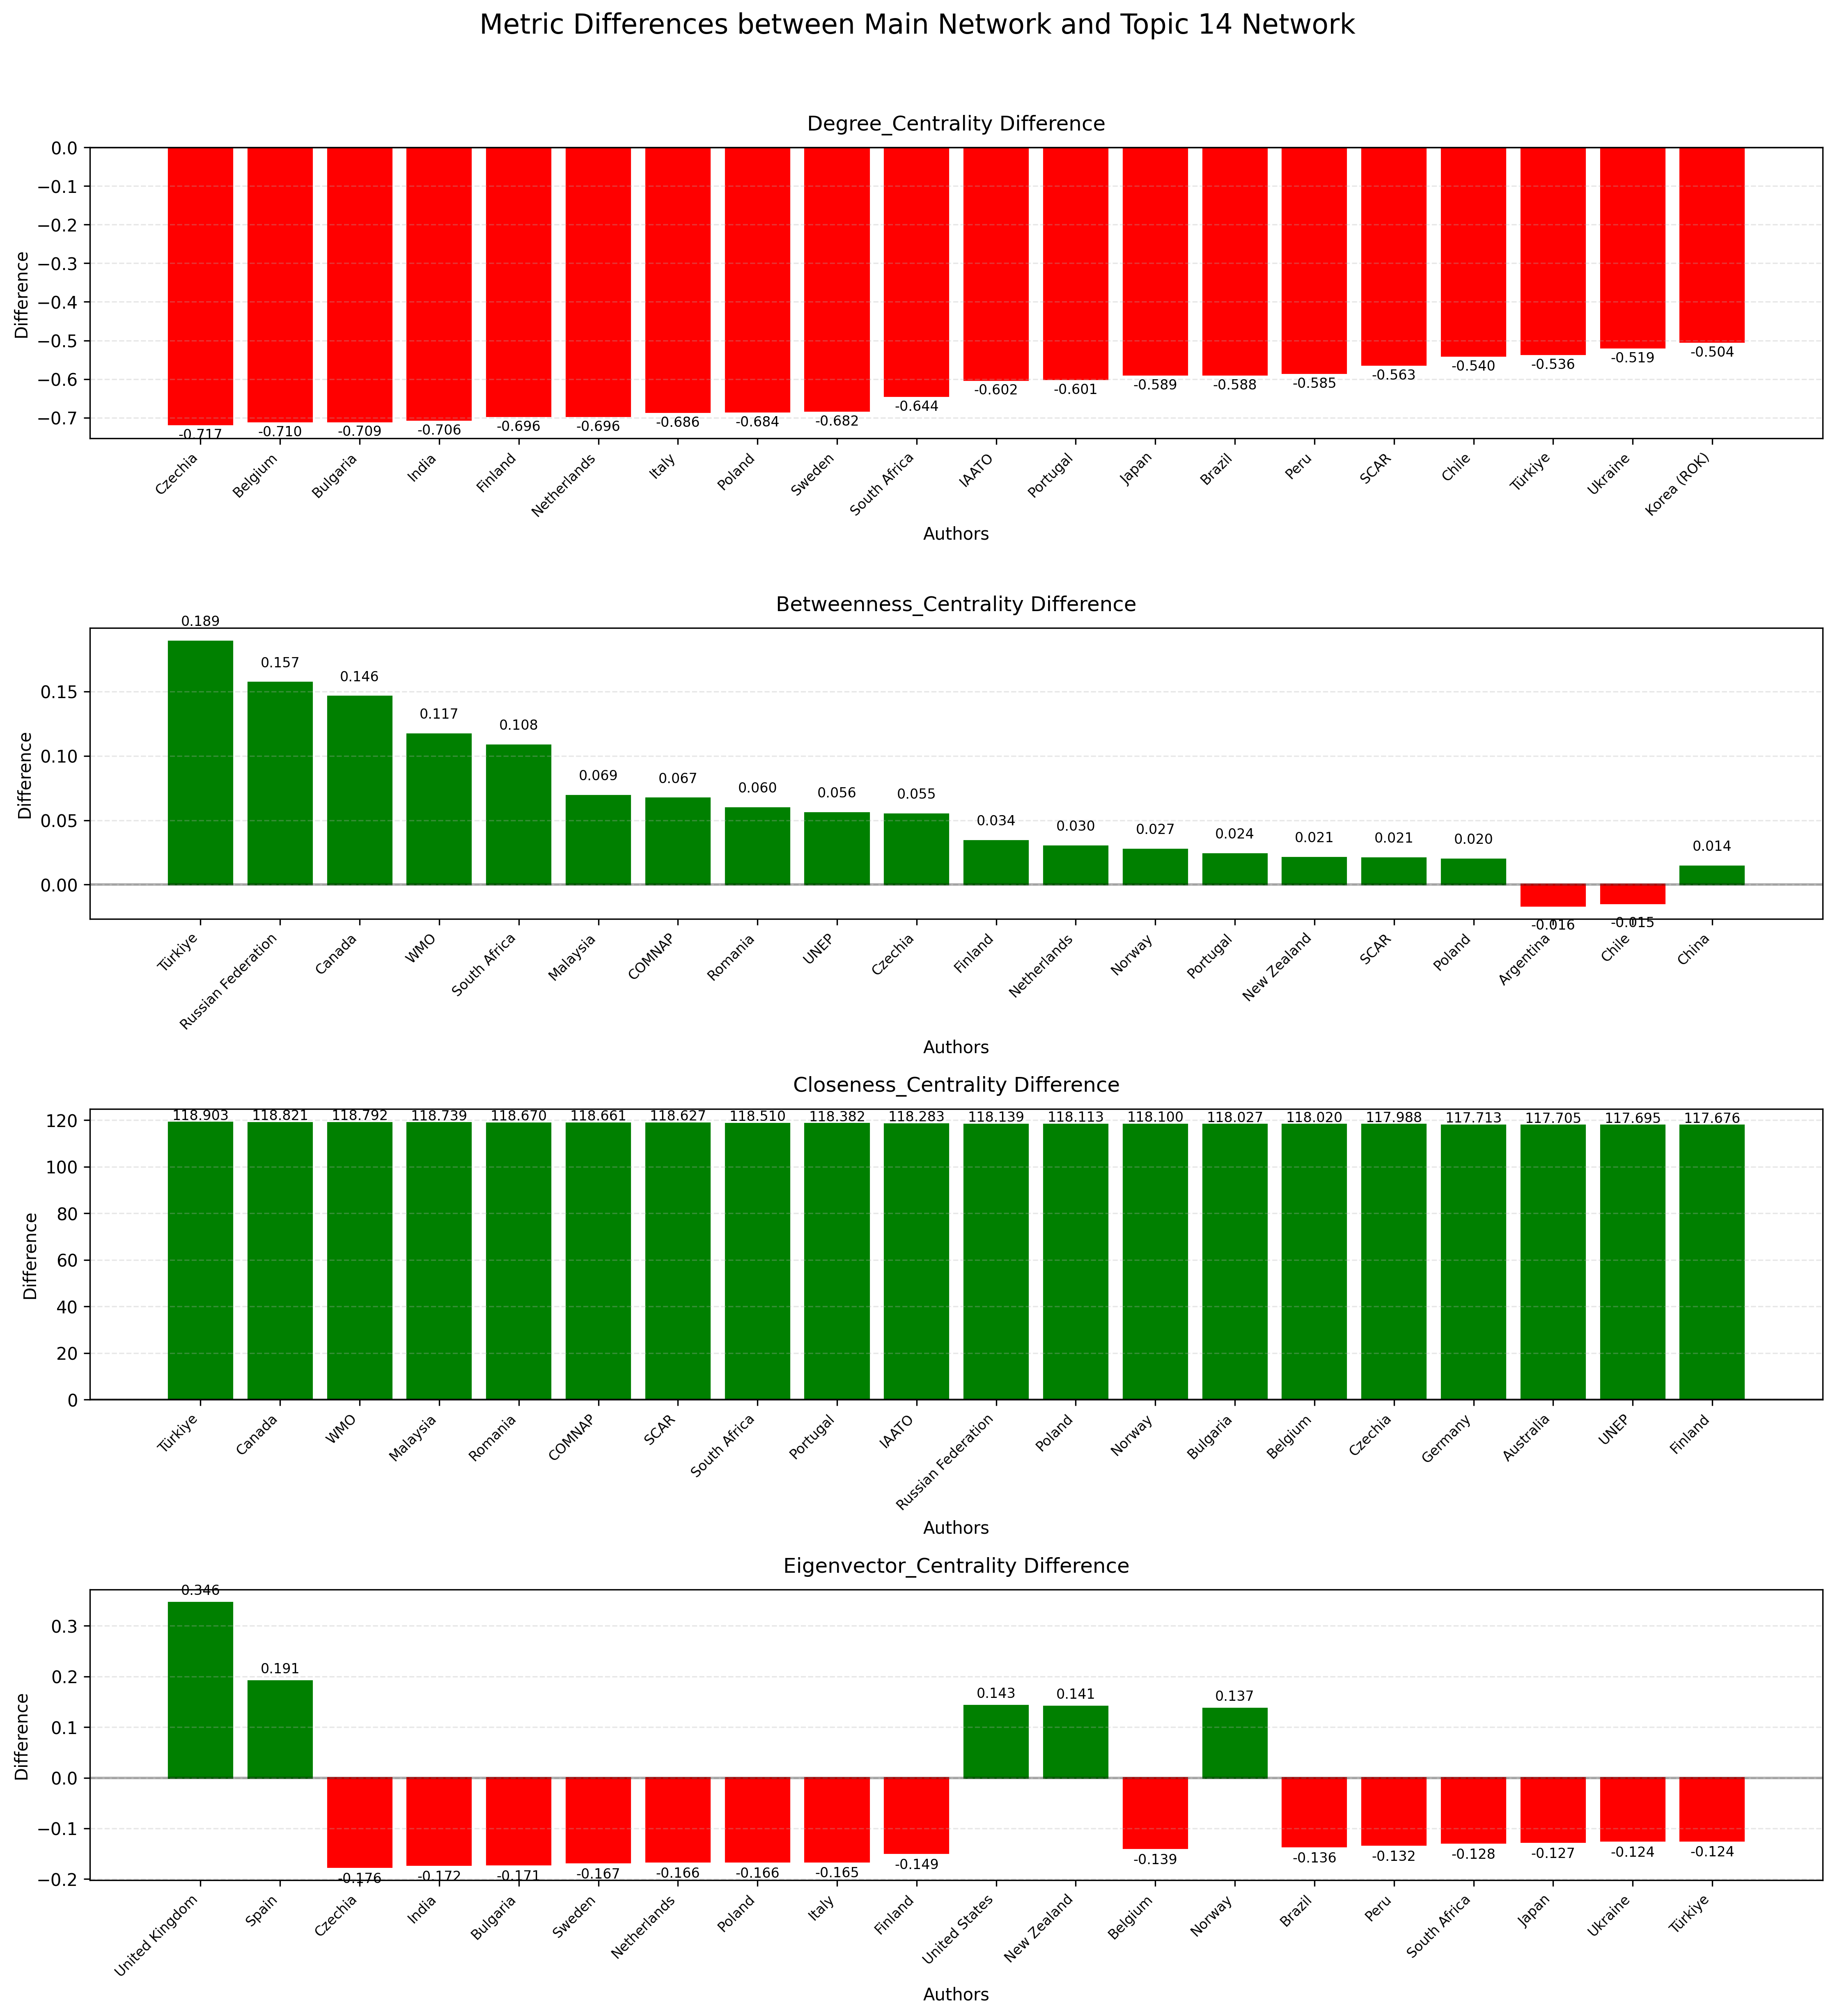 Metric Differences between Main Network and Topic 14 Network
Degree_Centrality Difference
Difference
0.0
−0.1
−0.2
−0.3
−0.4
−0.5
−0.6
−0.7
-0.717 -0.710 -0.709 -0.706 -0.696 -0.696 -0.686 -0.684 -0.682 -0.644 -0.602 -0.601 -0.589 -0.588 -0.585 -0.563 -0.540 -0.536 -0.519 -0.504
Czechia Belgium Bulgaria India Finland Netherlands Italy Poland Sweden South Africa IAATO Portugal Japan Brazil Peru SCAR Chile Türkiye Ukraine Korea (ROK)
Authors
Betweenness_Centrality Difference
Difference
0.15
0.10
0.05
0.00
0.189 0.157 0.146 0.117 0.108 0.069 0.067 0.060 0.056 0.055 0.034 0.030 0.027 0.024 0.021 0.021 0.020 -0.016 -0.015 0.014
Türkiye Russian Federation Canada WMO South Africa Malaysia COMNAP Romania UNEP Czechia Finland Netherlands Norway Portugal New Zealand SCAR Poland Argentina Chile China
Authors
Closeness_Centrality Difference
Difference
120
100
80
60
40
20
0
118.903 118.821 118.792 118.739 118.670 118.661 118.627 118.510 118.382 118.283 118.139 118.113 118.100 118.027 118.020 117.988 117.713 117.705 117.695 117.676
Türkiye Canada WMO Malaysia Romania COMNAP SCAR South Africa Portugal IAATO Russian Federation Poland Norway Bulgaria Belgium Czechia Germany Australia UNEP Finland
Authors
Eigenvector_Centrality Difference
Difference
0.3
0.2
0.1
0.0
−0.1
−0.2
0.346 0.191 -0.176 -0.172 -0.171 -0.167 -0.166 -0.166 -0.165 -0.149 0.143 0.141 -0.139 0.137 -0.136 -0.132 -0.128 -0.127 -0.124 -0.124
United Kingdom Spain Czechia India Bulgaria Sweden Netherlands Poland Italy Finland United States New Zealand Belgium Norway Brazil Peru South Africa Japan Ukraine Türkiye
Authors